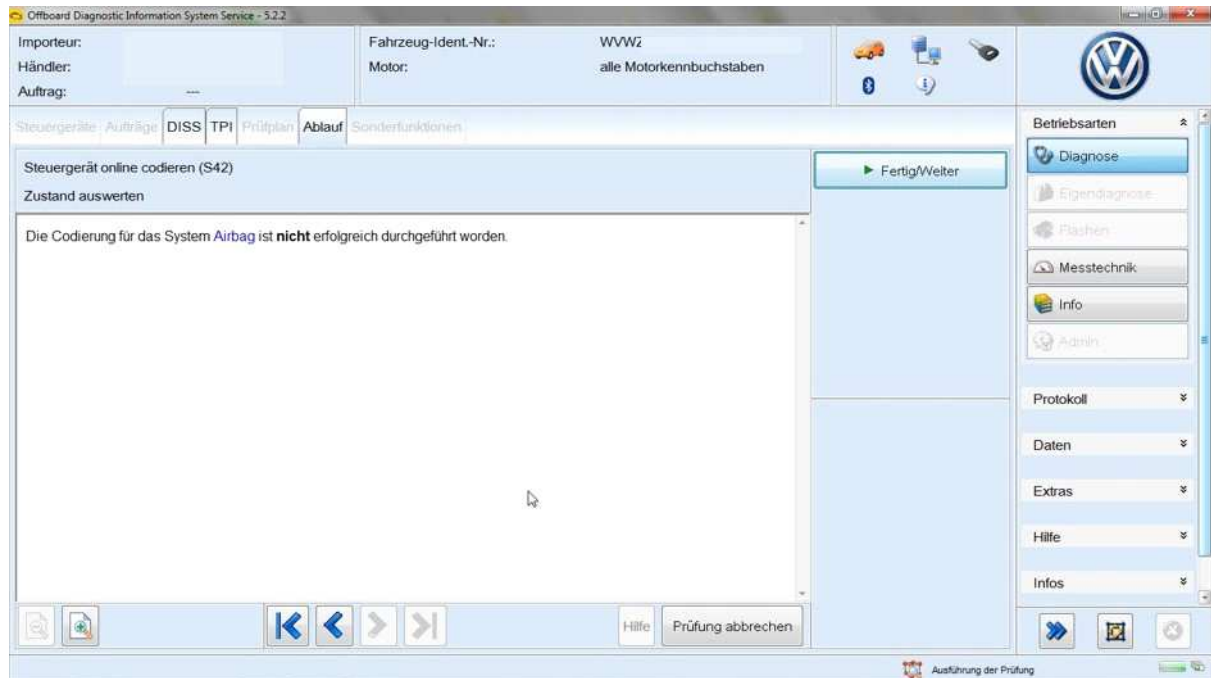 Offboard Diagnostic Information System Service - 5.2.2
Importeur:
Händler:
Auftrag: ---
Fahrzeug-Ident.-Nr.: WVWZ
Motor: alle Motorkennbuchstaben
Steuergeräte Aufträge DISS TPI Prüfplan Ablauf Sonderfunktionen
Steuergerät online codieren (S42)
Zustand auswerten
Die Codierung für das System Airbag ist nicht erfolgreich durchgeführt worden.
Fertig/Weiter
Betriebsarten
Diagnose
Eigendiagnose
Flashen
Messtechnik
Info
Admin
Protokoll
Daten
Extras
Hilfe
Infos
Hilfe Prüfung abbrechen
Ausführung der Prüfung